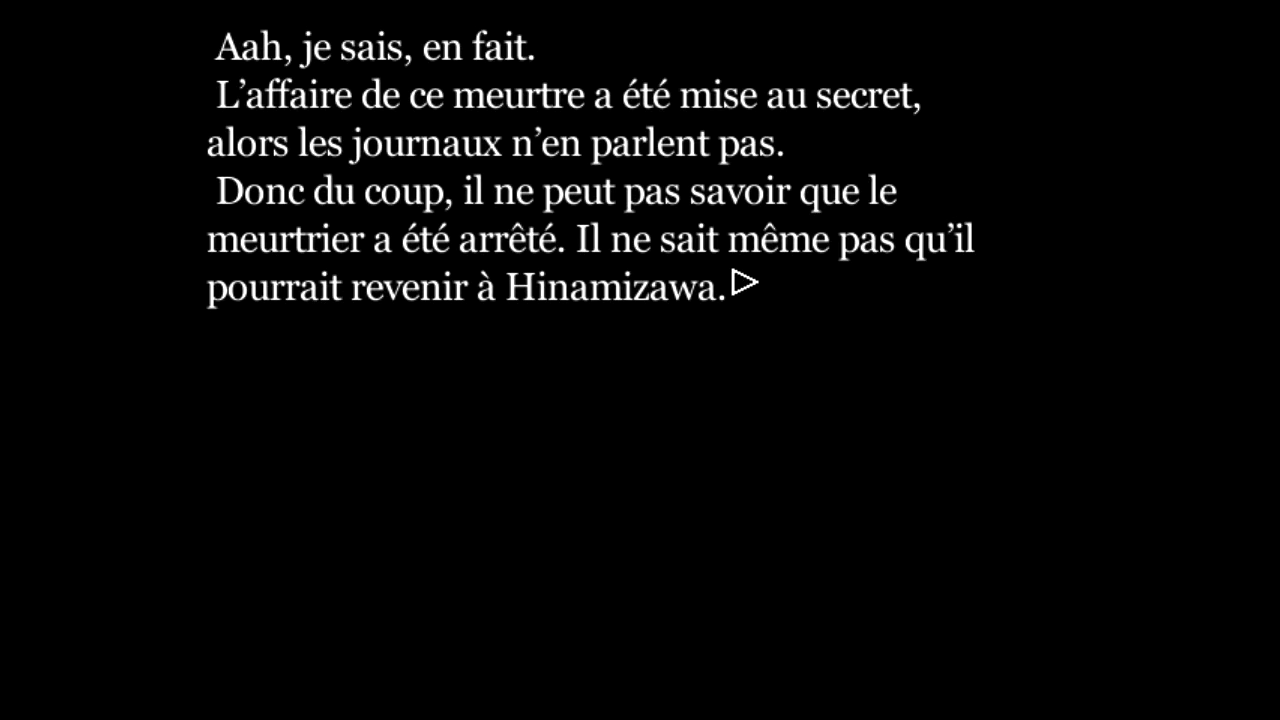 Aah, je sais, en fait.
L’affaire de ce meurtre a été mise au secret,
alors les journaux n’en parlent pas.
Donc du coup, il ne peut pas savoir que le
meurtrier a été arrêté. Il ne sait même pas qu’il
pourrait revenir à Hinamizawa.